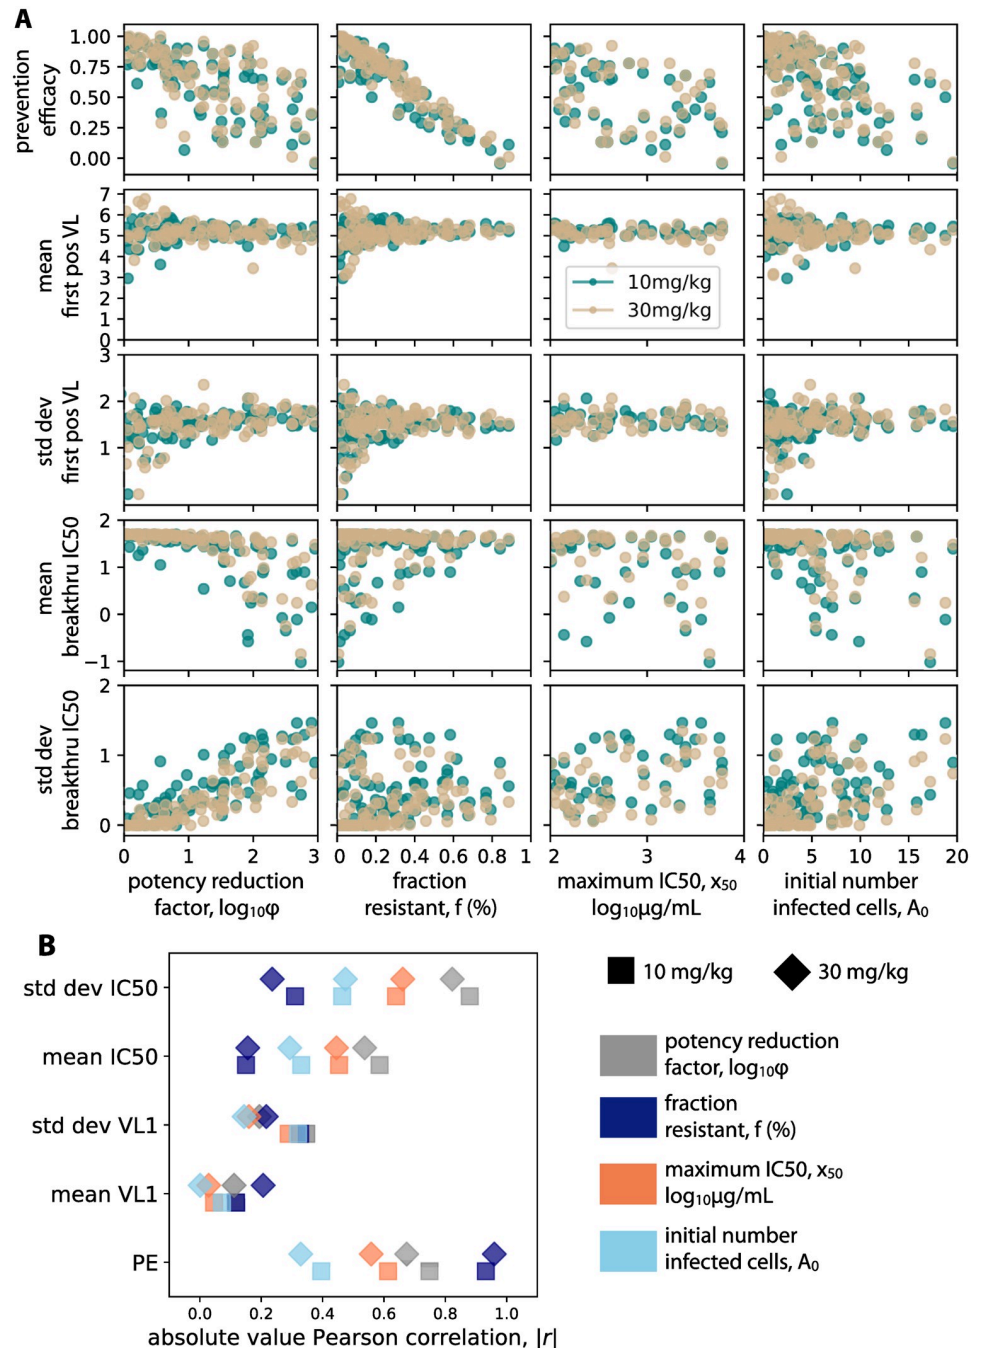 A
prevention
efficacy
1.00
0.75
0.50
0.25
0.00
mean
first pos VL
7
6
5
4
3
2
1
0
10mg/kg
30mg/kg
std dev
first pos VL
3
2
1
mean
breakthru IC50
2
1
0
−1
std dev
breakthru IC50
2
1
0
0 1 2 3
0 0.2 0.4 0.6 0.8 1
2 3 4
0 5 10 15 20
potency reduction
factor, log₁₀φ
fraction
resistant, f (%)
maximum IC50, x₅₀
log₁₀μg/mL
initial number
infected cells, A₀
B
std dev IC50
mean IC50
std dev VL1
mean VL1
PE
0.0 0.2 0.4 0.6 0.8 1.0
absolute value Pearson correlation, |r|
10 mg/kg
30 mg/kg
potency reduction
factor, log₁₀φ
fraction
resistant, f (%)
maximum IC50, x₅₀
log₁₀μg/mL
initial number
infected cells, A₀